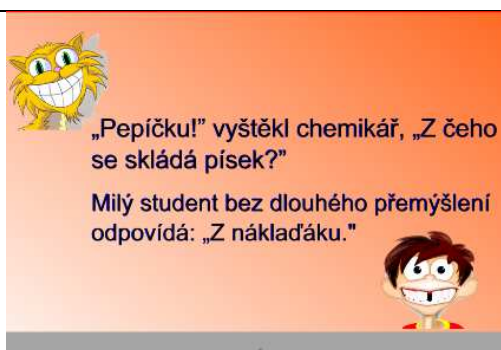 „Pepíčku!” vyštěkl chemikář, „Z čeho
se skládá písek?”
Milý student bez dlouhého přemýšlení
odpovídá: „Z náklaďáku."